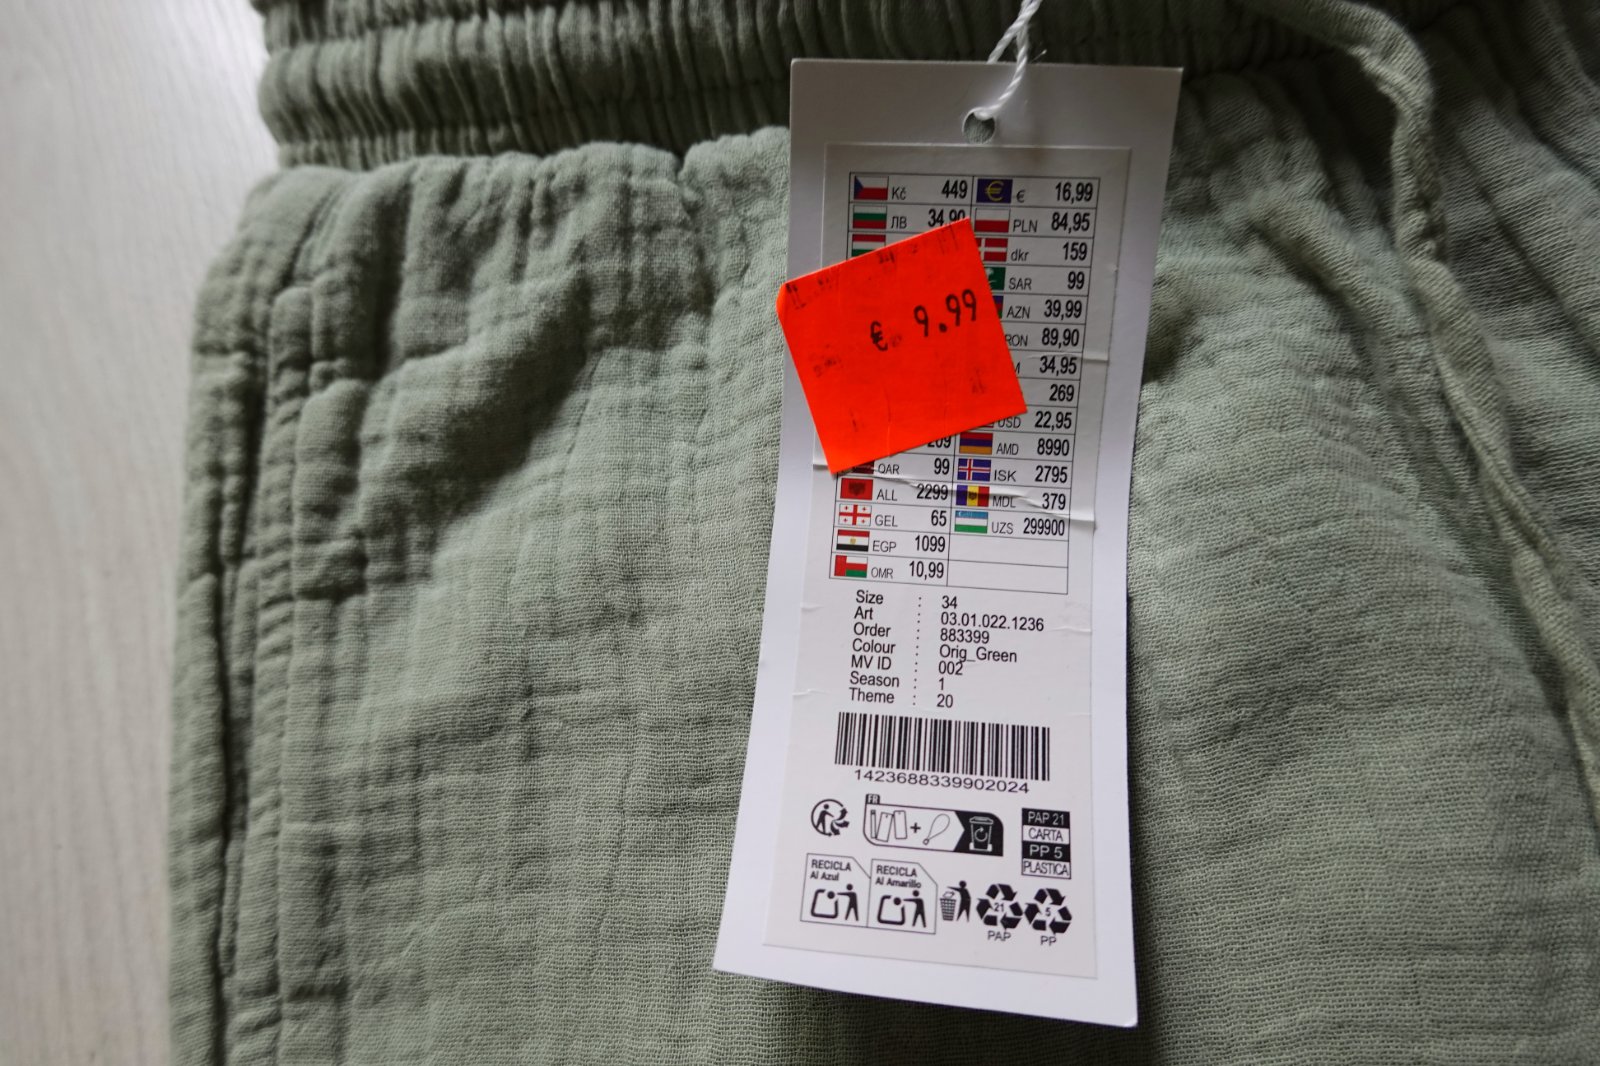 Kč 449 € 16,99
ЛВ 34,90 PLN 84,95
dkr 159
SAR 99
€ 9.99
AZN 39,99
RON 89,90
34,95
269
USD 22,95
209 AMD 8990
QAR 99 ISK 2795
ALL 2299 MDL 379
GEL 65 UZS 299900
EGP 1099
OMR 10,99
Size : 34
Art : 03.01.022.1236
Order : 883399
Colour : Orig_Green
MV ID : 002
Season : 1
Theme : 20
1423688339902024
FR
PAP 21
CARTA
PP 5
PLASTICA
RECICLA
Al Azul
RECICLA
Al Amarillo
21
PAP
5
PP